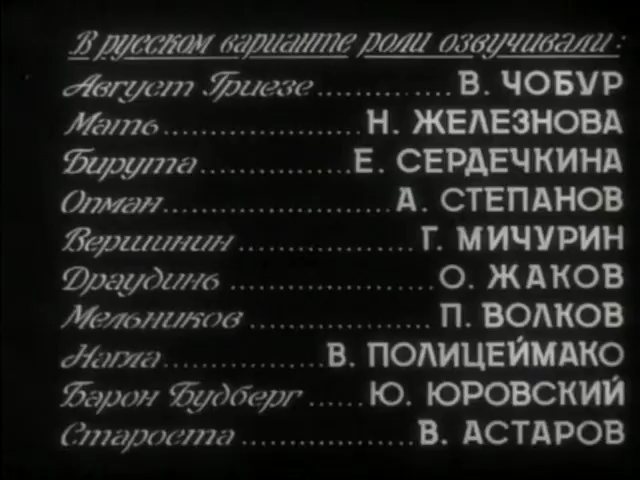 В русском варианте роли озвучивали:
Август Гриезе............... В. ЧОБУР
Мать.................... Н. ЖЕЛЕЗНОВА
Бирута................ Е. СЕРДЕЧКИНА
Опман....................... А. СТЕПАНОВ
Вершинин .................. Г. МИЧУРИН
Драудинь ..................... О. ЖАКОВ
Мельников ................... П. ВОЛКОВ
Нагла................. В. ПОЛИЦЕЙМАКО
Барон Будберг ...... Ю. ЮРОВСКИЙ
Староста .................. В. АСТАРОВ